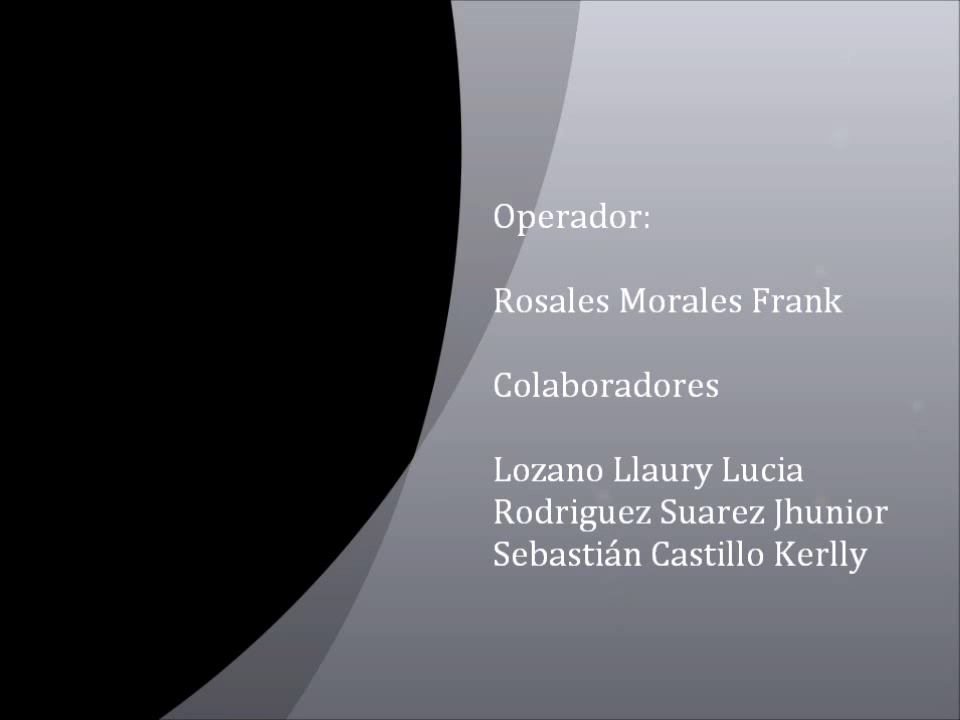 Operador:
Rosales Morales Frank
Colaboradores
Lozano Llaury Lucia
Rodriguez Suarez Jhunior
Sebastián Castillo Kerlly